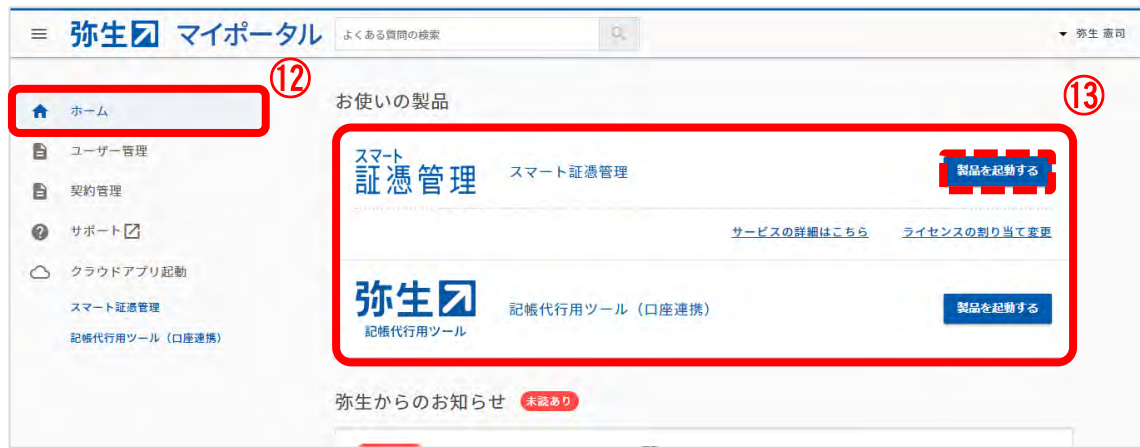 弥生 マイポータル
よくある質問の検索
弥生 憲司
⑫
⑬
ホーム
ユーザー管理
契約管理
サポート
クラウドアプリ起動
スマート証憑管理
記帳代行用ツール（口座連携）
お使いの製品
スマート
証憑管理
スマート証憑管理
製品を起動する
サービスの詳細はこちら
ライセンスの割り当て変更
弥生
記帳代行用ツール
記帳代行用ツール（口座連携）
製品を起動する
弥生からのお知らせ 未読あり